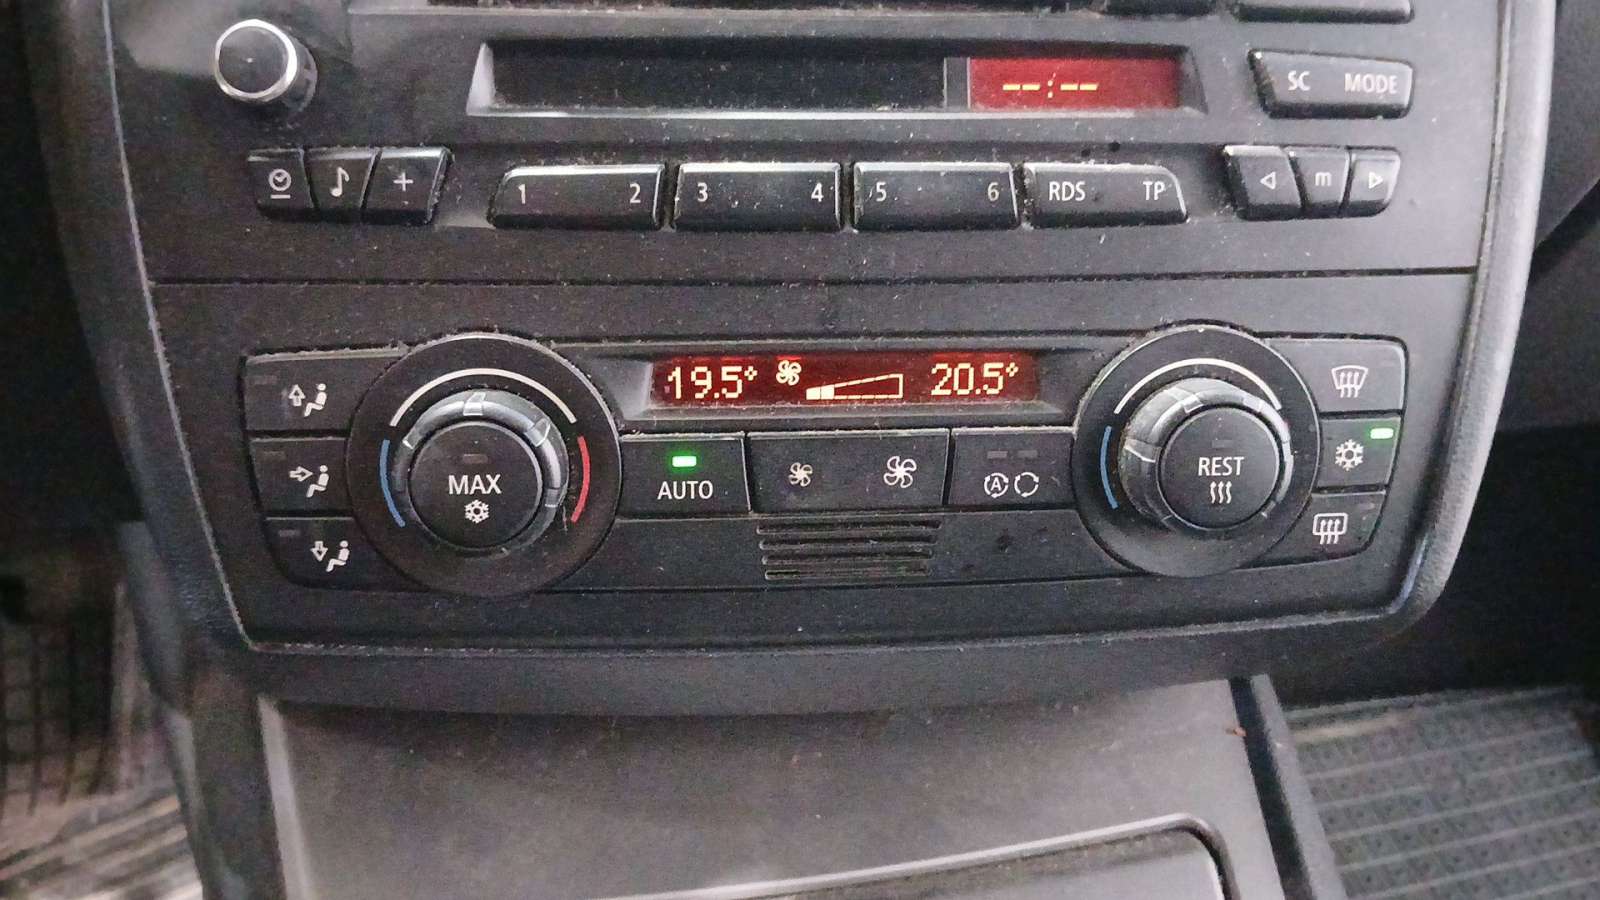 --:--
SC MODE
1 2 3 4 5 6 RDS TP m
19.5° 20.5°
MAX AUTO A REST